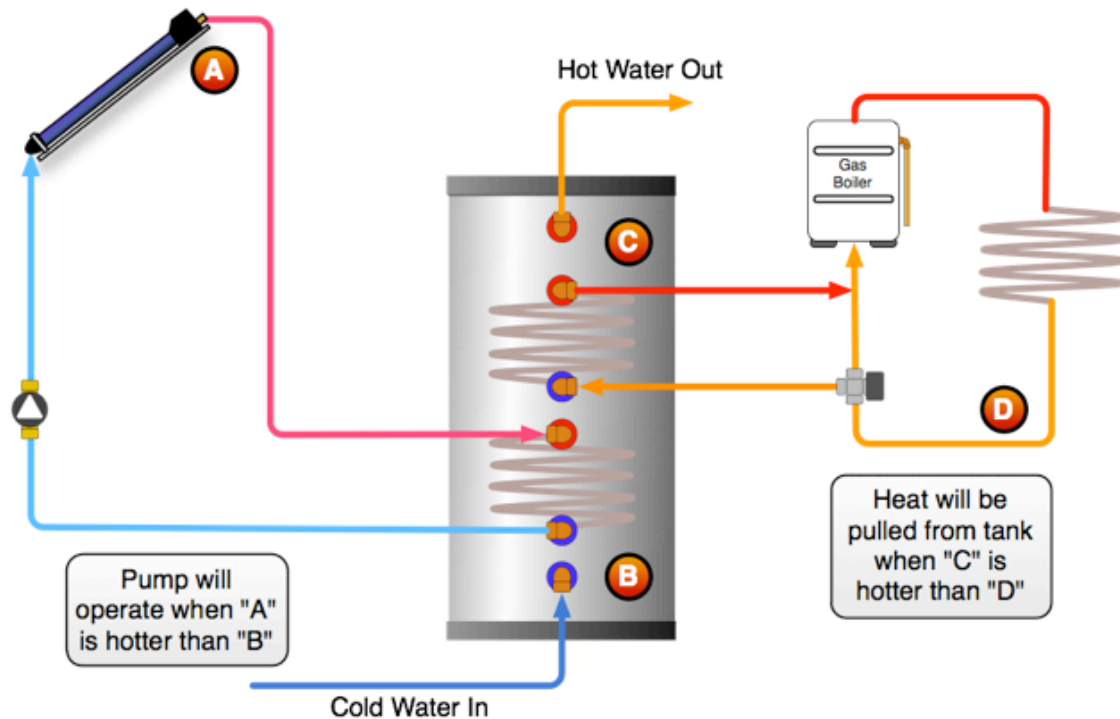 A
Hot Water Out
Gas
Boiler
C
D
Heat will be
pulled from tank
when "C" is
hotter than "D"
B
Pump will
operate when "A"
is hotter than "B"
Cold Water In